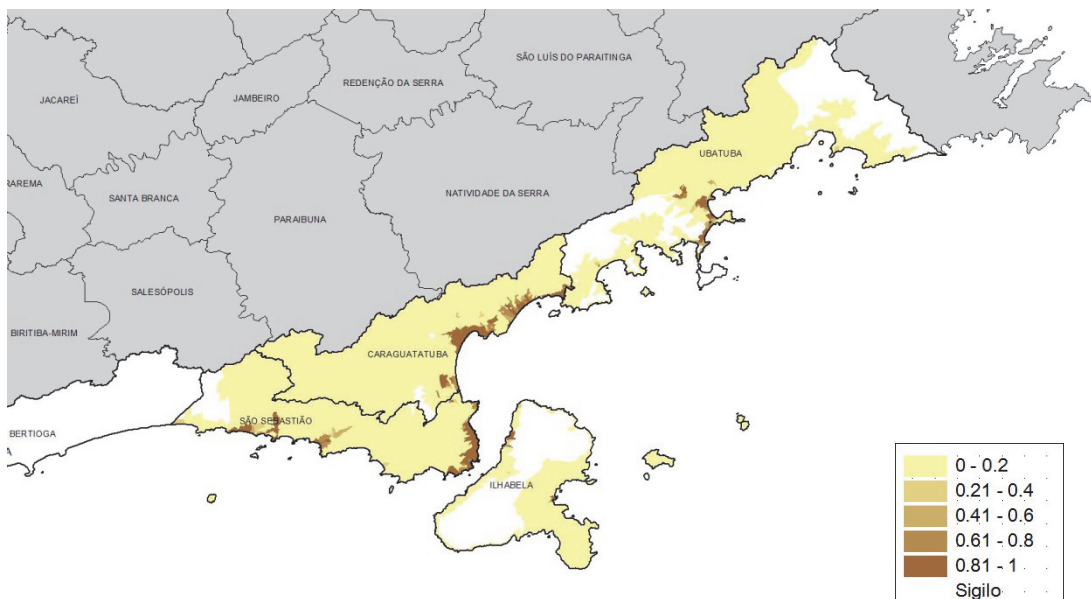 SÃO LUÍS DO PARAITINGA
REDENÇÃO DA SERRA
JACAREÍ
JAMBEIRO
UBATUBA
RAREMA
SANTA BRANCA
NATIVIDADE DA SERRA
PARAIBUNA
SALESÓPOLIS
BIRITIBA-MIRIM
CARAGUATATUBA
SÃO SEBASTIÃO
BERTIOGA
A
ILHABELA
0 - 0.2
0.21 - 0.4
0.41 - 0.6
0.61 - 0.8
0.81 - 1
Sigilo